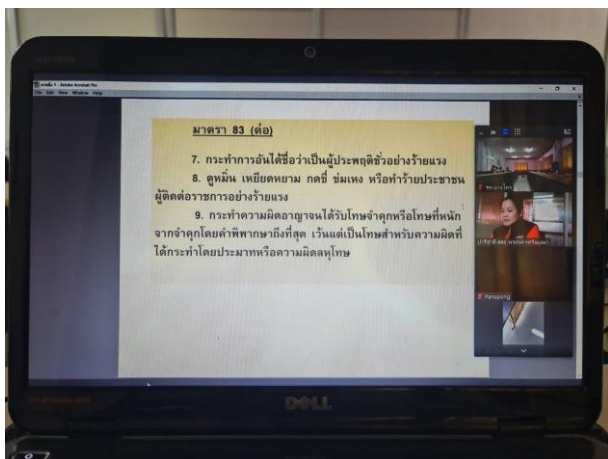 Adobe Acrobat Pro
File Edit View Window Help
มาตรา 83 (ต่อ)
7. กระทำการอันได้ชื่อว่าเป็นผู้ประพฤติชั่วอย่างร้ายแรง
8. ดูหมิ่น เหยียดหยาม กดขี่ ข่มเหง หรือทำร้ายประชาชน
ผู้ติดต่อราชการอย่างร้ายแรง
9. กระทำความผิดอาญาจนได้รับโทษจำคุกหรือโทษที่หนัก
จากจำคุกโดยคำพิพากษาถึงที่สุด เว้นแต่เป็นโทษสำหรับความผิดที่
ได้กระทำโดยประมาทหรือความผิดลหุโทษ
Panupong
DELL